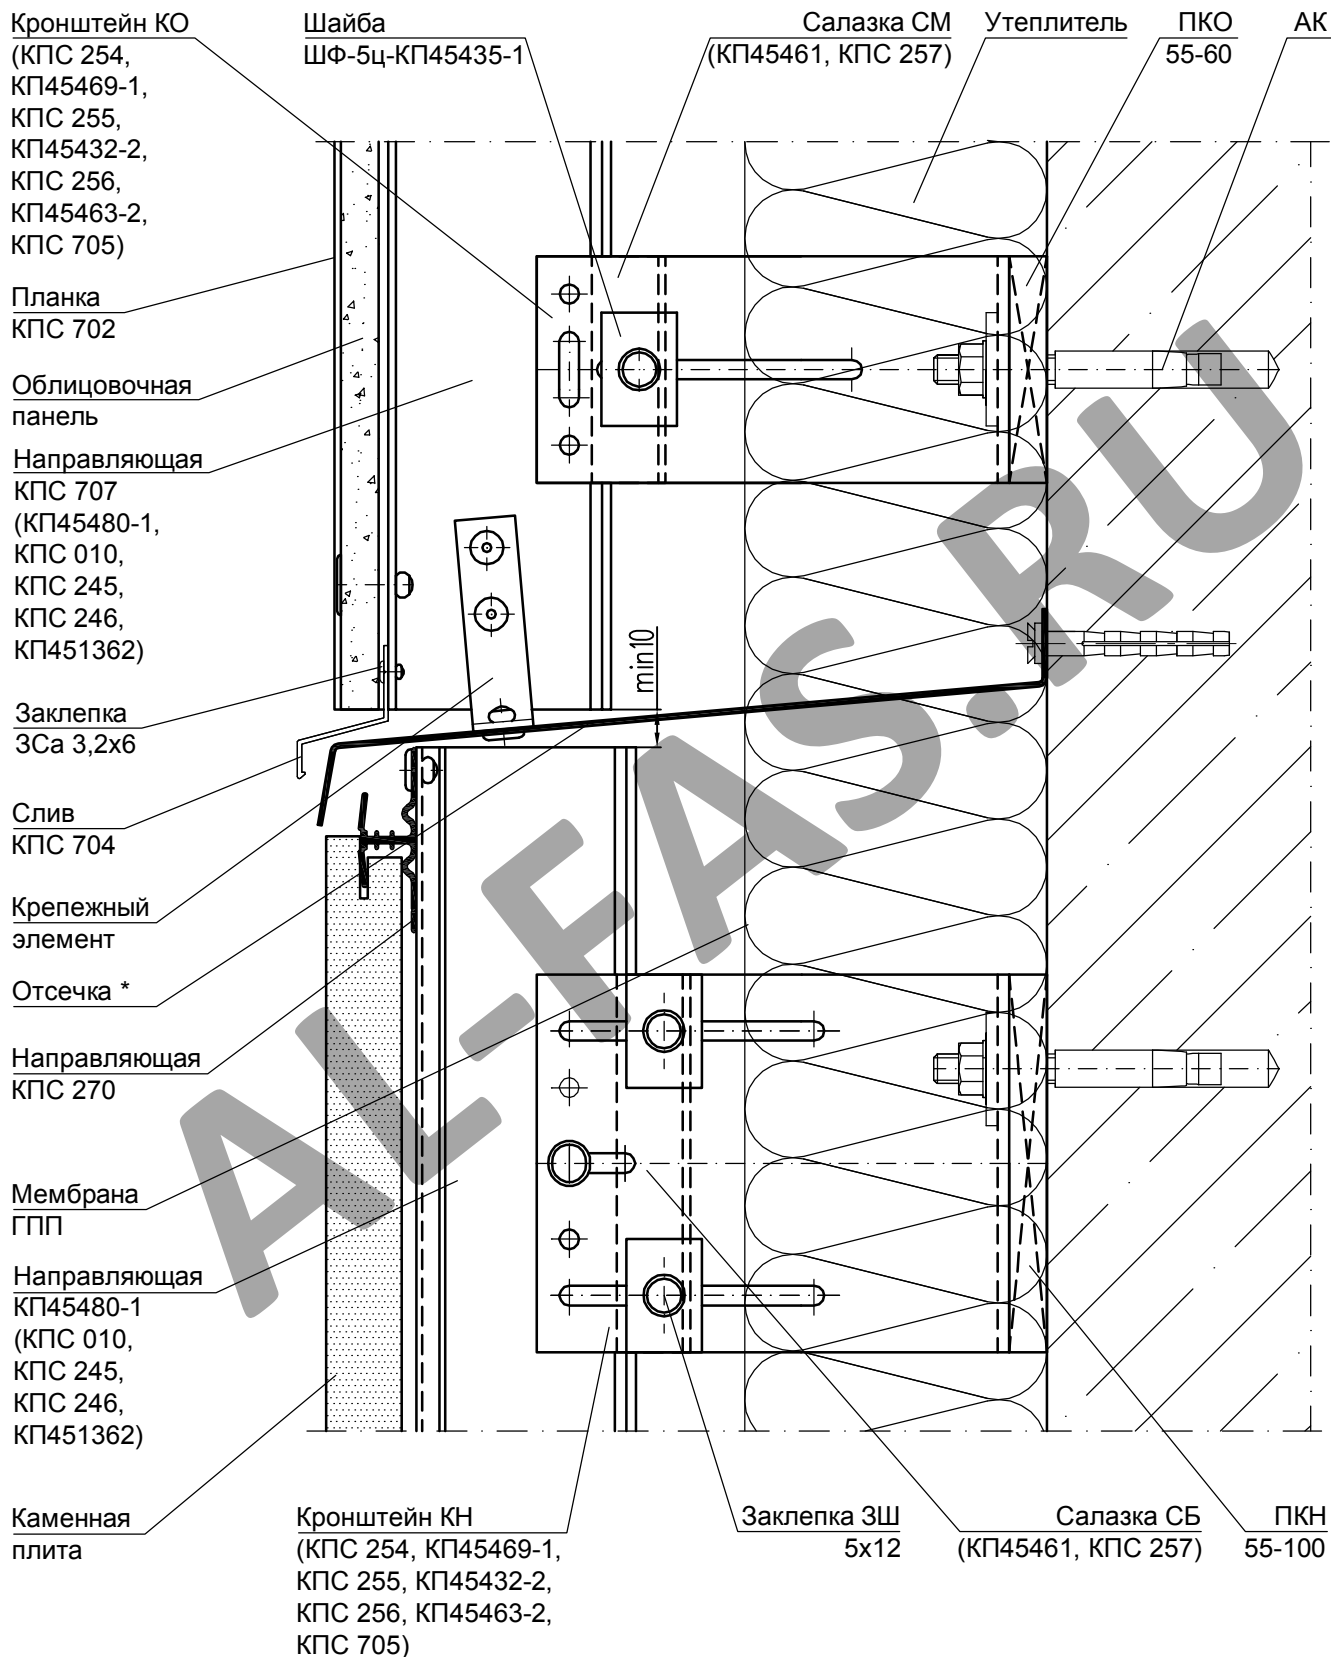 Кронштейн КО
(КПС 254,
КП45469-1,
КПС 255,
КП45432-2,
КПС 256,
КП45463-2,
КПС 705)
Шайба
ШФ-5ц-КП45435-1
Салазка СМ
(КП45461, КПС 257)
Утеплитель
ПКО
55-60
АК
Планка
КПС 702
Облицовочная
панель
Направляющая
КПС 707
(КП45480-1,
КПС 010,
КПС 245,
КПС 246,
КП451362)
min10
Заклепка
ЗСа 3,2х6
Слив
КПС 704
Крепежный
элемент
Отсечка *
Направляющая
КПС 270
Мембрана
ГПП
Направляющая
КП45480-1
(КПС 010,
КПС 245,
КПС 246,
КП451362)
Каменная
плита
Кронштейн КН
(КПС 254, КП45469-1,
КПС 255, КП45432-2,
КПС 256, КП45463-2,
КПС 705)
Заклепка ЗШ
5х12
Салазка СБ
(КП45461, КПС 257)
ПКН
55-100
AL-FAS.RU